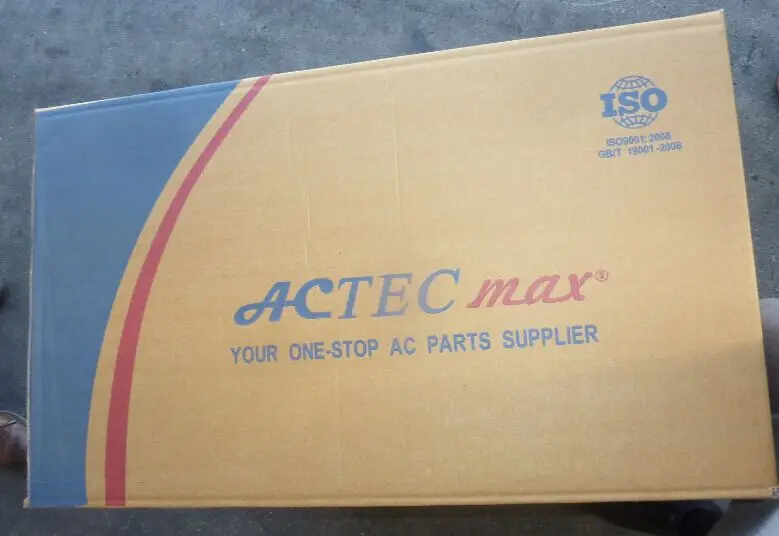 ISO
ISO9001:2008
GB/T 19001-2008
ACTEC max®
YOUR ONE-STOP AC PARTS SUPPLIER